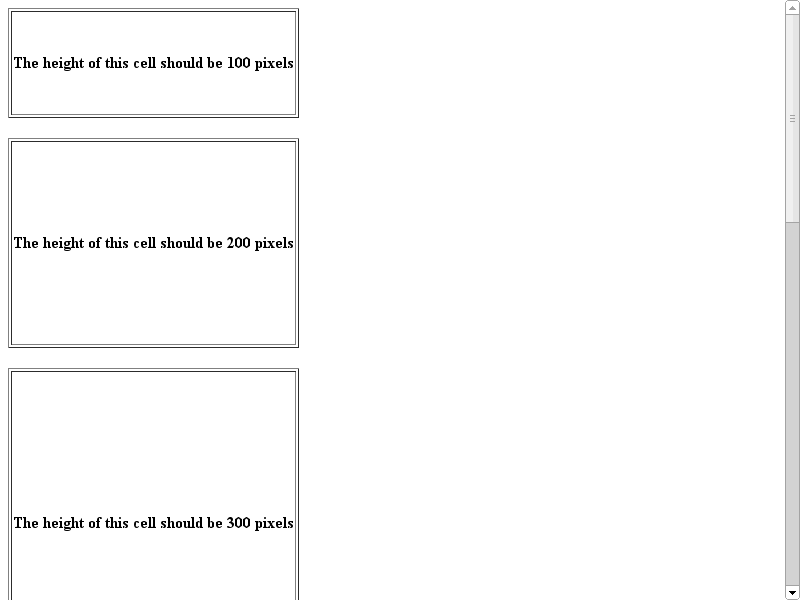 The height of this cell should be 100 pixels
The height of this cell should be 200 pixels
The height of this cell should be 300 pixels